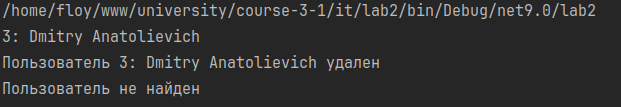 /home/floy/www/university/course-3-1/it/lab2/bin/Debug/net9.0/lab2
3: Dmitry Anatolievich
Пользователь 3: Dmitry Anatolievich удален
Пользователь не найден